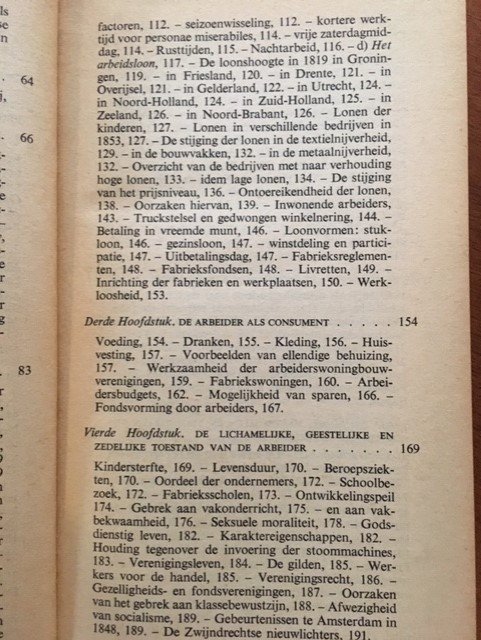 ls
se
n
64
i,
66
a
1
83
factoren, 112. – seizoenwisseling, 112. – kortere werk-
tijd voor personae miserabiles, 114. – vrije zaterdagmid-
dag, 114. – Rusttijden, 115. – Nachtarbeid, 116. – d) Het
arbeidsloon, 117. – De loonshoogte in 1819 in Gronin-
gen, 119. – in Friesland, 120. – in Drente, 121. – in
Overijsel, 121. – in Gelderland, 122. – in Utrecht, 124. –
in Noord-Holland, 124. – in Zuid-Holland, 125. – in
Zeeland, 126. – in Noord-Brabant, 126. – Lonen der
kinderen, 127. – Lonen in verschillende bedrijven in
1853, 127. – De stijging der lonen in de textielnijverheid,
129. – in de bouwvakken, 132. – in de metaalnijverheid,
132. – Overzicht van de bedrijven met naar verhouding
hoge lonen, 133. – idem lage lonen, 134. – De stijging
van het prijsniveau, 136. – Ontoereikendheid der lonen,
138. – Oorzaken hiervan, 139. – Inwonende arbeiders,
143. – Truckstelsel en gedwongen winkelnering, 144. –
Betaling in vreemde munt, 146. – Loonvormen: stuk-
loon, 146. – gezinsloon, 147. – winstdeling en partici-
patie, 147. – Uitbetalingsdag, 147. – Fabrieksreglemen-
ten, 148. – Fabrieksfondsen, 148. – Livretten, 149. –
Inrichting der fabrieken en werkplaatsen, 150. – Werk-
loosheid, 153.
Derde Hoofdstuk. DE ARBEIDER ALS CONSUMENT . . . . . 154
Voeding, 154. – Dranken, 155. – Kleding, 156. – Huis-
vesting, 157. – Voorbeelden van ellendige behuizing,
157. – Werkzaamheid der arbeiderswoningbouw-
verenigingen, 159. – Fabriekswoningen, 160. – Arbei-
dersbudgets, 162. – Mogelijkheid van sparen, 166. –
Fondsvorming door arbeiders, 167.
Vierde Hoofdstuk. DE LICHAMELIJKE, GEESTELIJKE EN
ZEDELIJKE TOESTAND VAN DE ARBEIDER . . . . . . . 169
Kindersterfte, 169. – Levensduur, 170. – Beroepsziek-
ten, 170. – Oordeel der ondernemers, 172. – Schoolbe-
zoek, 172. – Fabrieksscholen, 173. – Ontwikkelingspeil
174. – Gebrek aan vakonderricht, 175. – en aan vak-
bekwaamheid, 176. – Seksuele moraliteit, 178. – Gods-
dienstig leven, 182. – Karaktereigenschappen, 182. –
Houding tegenover de invoering der stoommachines,
183. – Verenigingsleven, 184. – De gilden, 185. – Wer-
kers voor de handel, 185. – Verenigingsrecht, 186. –
Gezelligheids- en fondsverenigingen, 187. – Oorzaken
van het gebrek aan klassebewustzijn, 188. – Afwezigheid
van socialisme, 189. – Gebeurtenissen te Amsterdam in
1848, 189. – De Zwijndrechtse nieuwlichters, 191.